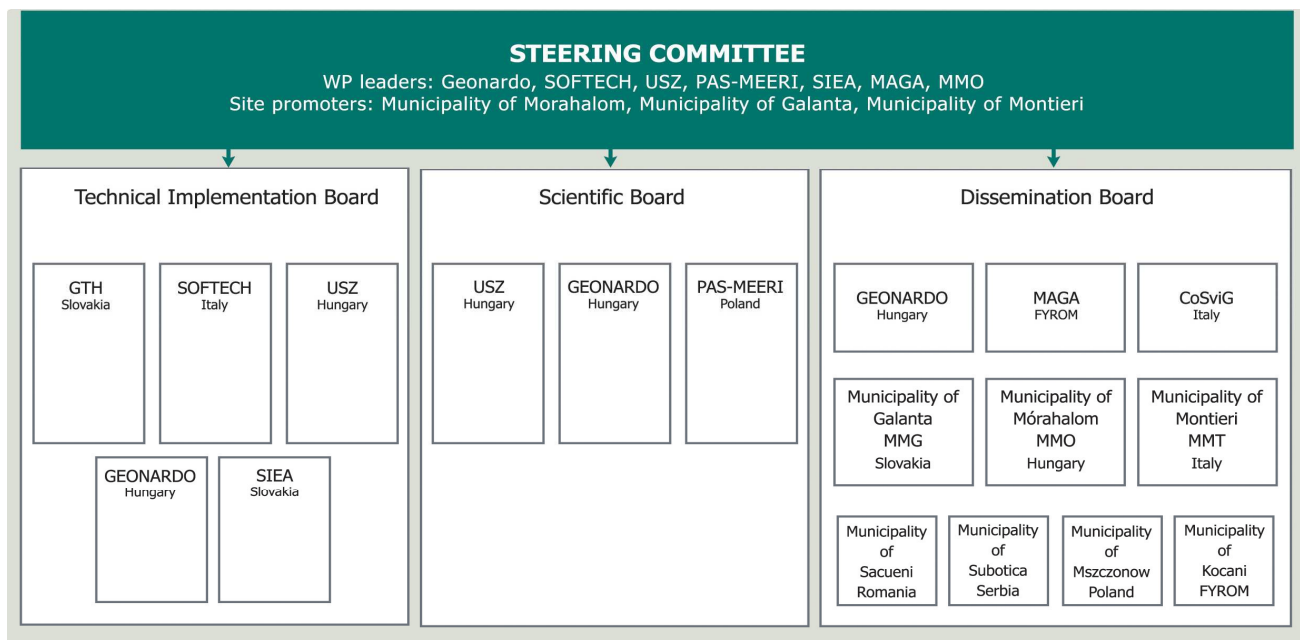 STEERING COMMITTEE
WP leaders: Geonardo, SOFTECH, USZ, PAS-MEERI, SIEA, MAGA, MMO
Site promoters: Municipality of Morahalom, Municipality of Galanta, Municipality of Montieri
Technical Implementation Board
GTH
Slovakia
SOFTECH
Italy
USZ
Hungary
GEONARDO
Hungary
SIEA
Slovakia
Scientific Board
USZ
Hungary
GEONARDO
Hungary
PAS-MEERI
Poland
Dissemination Board
GEONARDO
Hungary
MAGA
FYROM
CoSviG
Italy
Municipality of
Galanta
MMG
Slovakia
Municipality of
Mórahalom
MMO
Hungary
Municipality of
Montieri
MMT
Italy
Municipality
of
Sacueni
Romania
Municipality
of
Subotica
Serbia
Municipality
of
Mszczonow
Poland
Municipality
of
Kocani
FYROM